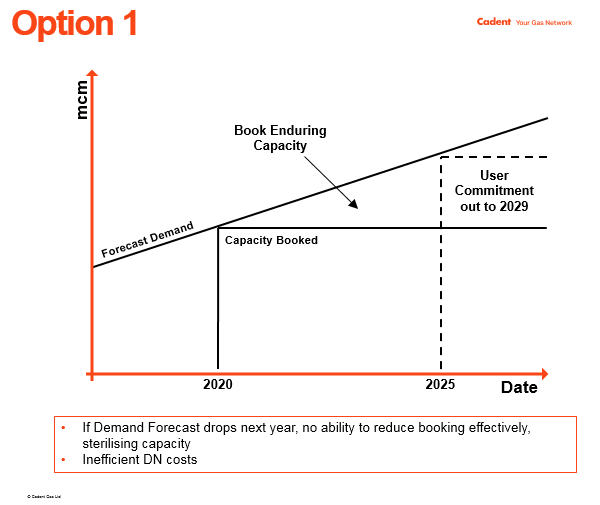 Option 1
Cadent Your Gas Network
mcm
Book Enduring
Capacity
User
Commitment
out to 2029
Forecast Demand
Capacity Booked
2020
2025
Date
• If Demand Forecast drops next year, no ability to reduce booking effectively,
sterilising capacity
• Inefficient DN costs
© Cadent Gas Ltd